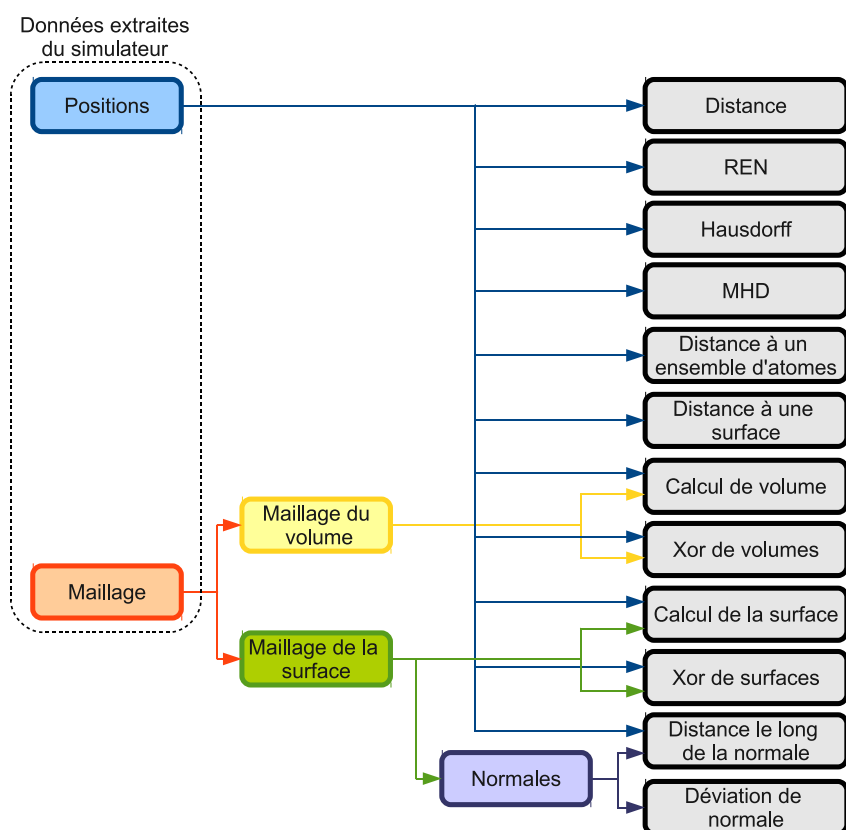 Données extraites
du simulateur
Positions
Distance
REN
Hausdorff
MHD
Distance à un
ensemble d'atomes
Distance à une
surface
Maillage du
volume
Calcul de volume
Xor de volumes
Maillage
Calcul de la surface
Maillage de la
surface
Xor de surfaces
Distance le long
de la normale
Normales
Déviation de
normale